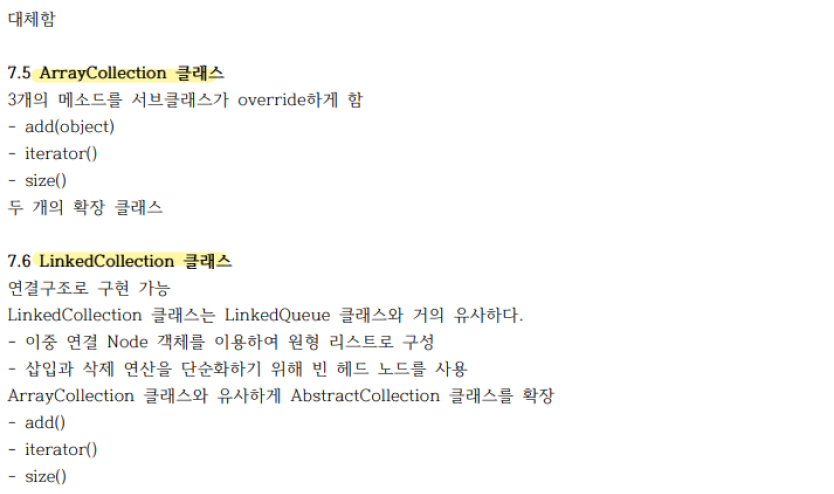 대체함
7.5 ArrayCollection 클래스
3개의 메소드를 서브클래스가 override하게 함
- add(object)
- iterator()
- size()
두 개의 확장 클래스
7.6 LinkedCollection 클래스
연결구조로 구현 가능
LinkedCollection 클래스는 LinkedQueue 클래스와 거의 유사하다.
- 이중 연결 Node 객체를 이용하여 원형 리스트로 구성
- 삽입과 삭제 연산을 단순화하기 위해 빈 헤드 노드를 사용
ArrayCollection 클래스와 유사하게 AbstractCollection 클래스를 확장
- add()
- iterator()
- size()